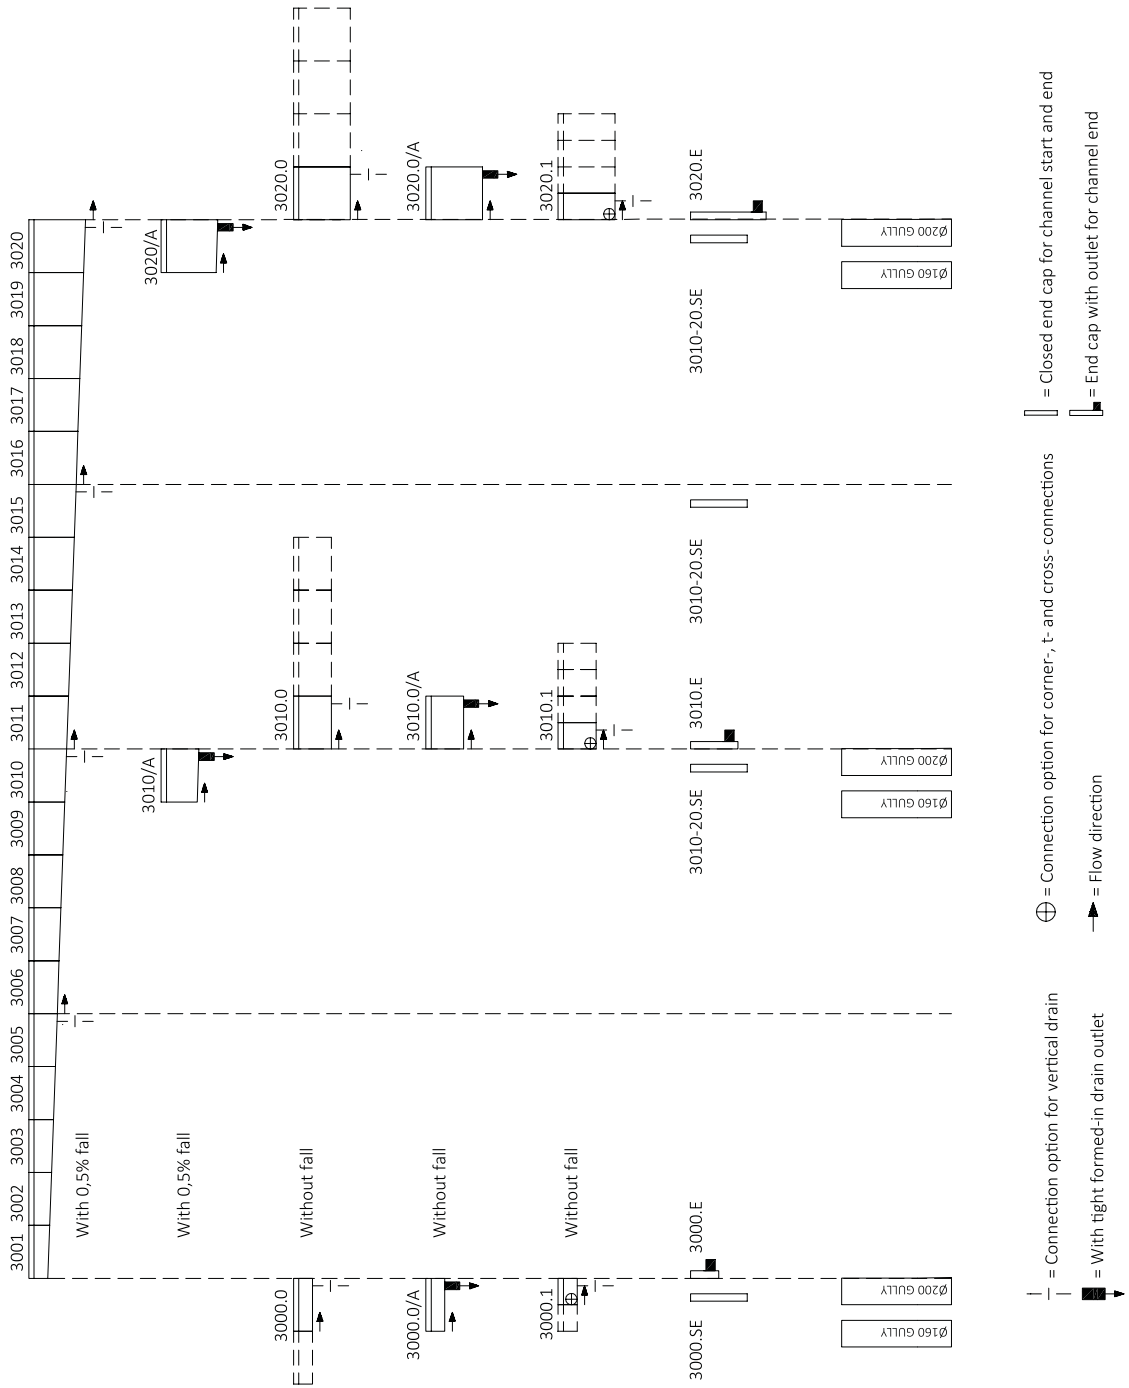 3001 3002 3003 3004 3005 3006 3007 3008 3009 3010 3011 3012 3013 3014 3015 3016 3017 3018 3019 3020
With 0,5% fall
With 0,5% fall 3010/A 3020/A
3000.0 Without fall 3010.0 3020.0
3000.0/A Without fall 3010.0/A 3020.0/A
3000.1 Without fall 3010.1 3020.1
3000.SE 3000.E 3010-20.SE 3010.E 3010-20.SE 3010-20.SE 3020.E
Ø160 GULLY Ø200 GULLY Ø160 GULLY Ø200 GULLY Ø160 GULLY Ø200 GULLY
= Connection option for vertical drain
= With tight formed-in drain outlet
= Connection option for corner-, t- and cross- connections
= Flow direction
= Closed end cap for channel start and end
= End cap with outlet for channel end